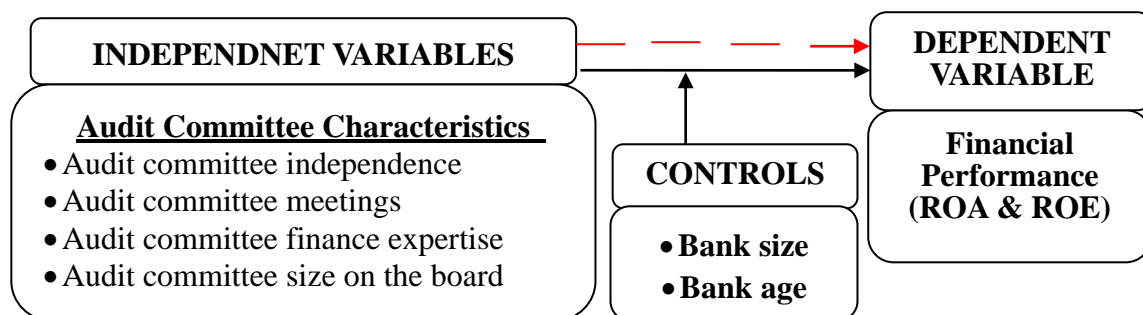 INDEPENDNET VARIABLES
Audit Committee Characteristics
• Audit committee independence
• Audit committee meetings
• Audit committee finance expertise
• Audit committee size on the board
CONTROLS
• Bank size
• Bank age
DEPENDENT
VARIABLE
Financial
Performance
(ROA & ROE)